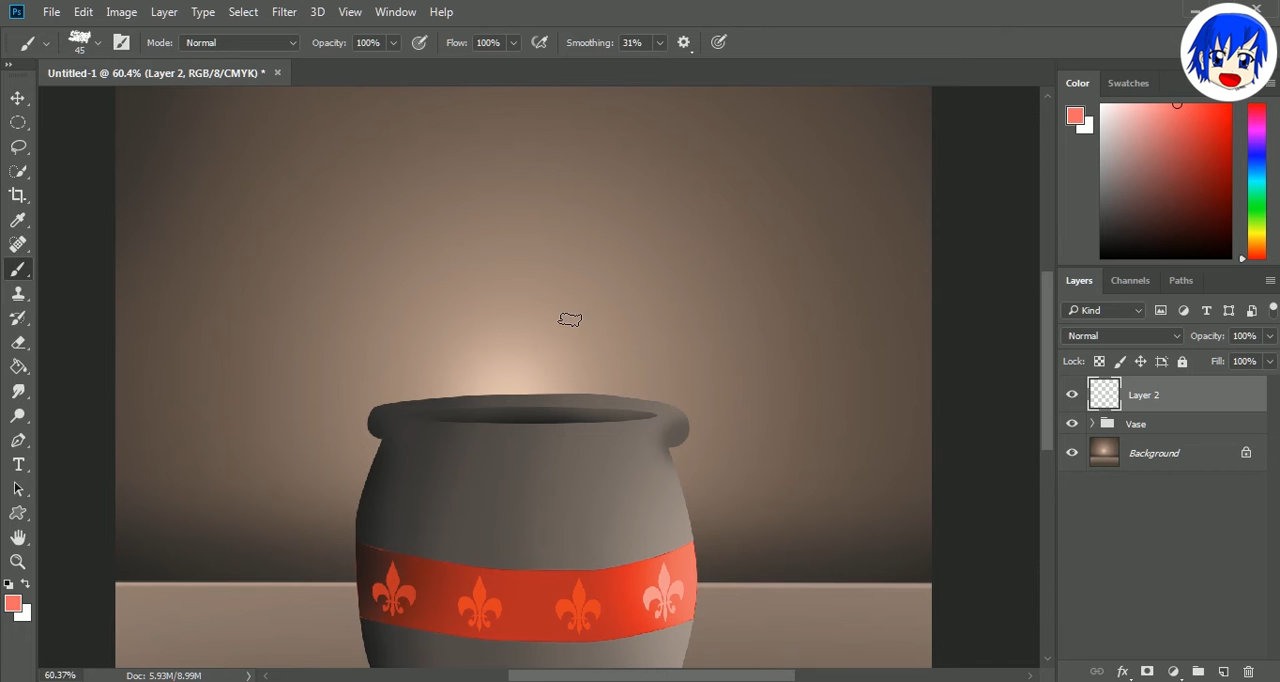 Ps File Edit Image Layer Type Select Filter 3D View Window Help
45 Mode: Normal Opacity: 100% Flow: 100% Smoothing: 31%
Untitled-1 @ 60.4% (Layer 2, RGB/8/CMYK) *
Color Swatches
Layers Channels Paths
Kind
Normal Opacity: 100%
Lock: Fill: 100%
Layer 2
Vase
Background
60.37% Doc: 5.93M/8.99M